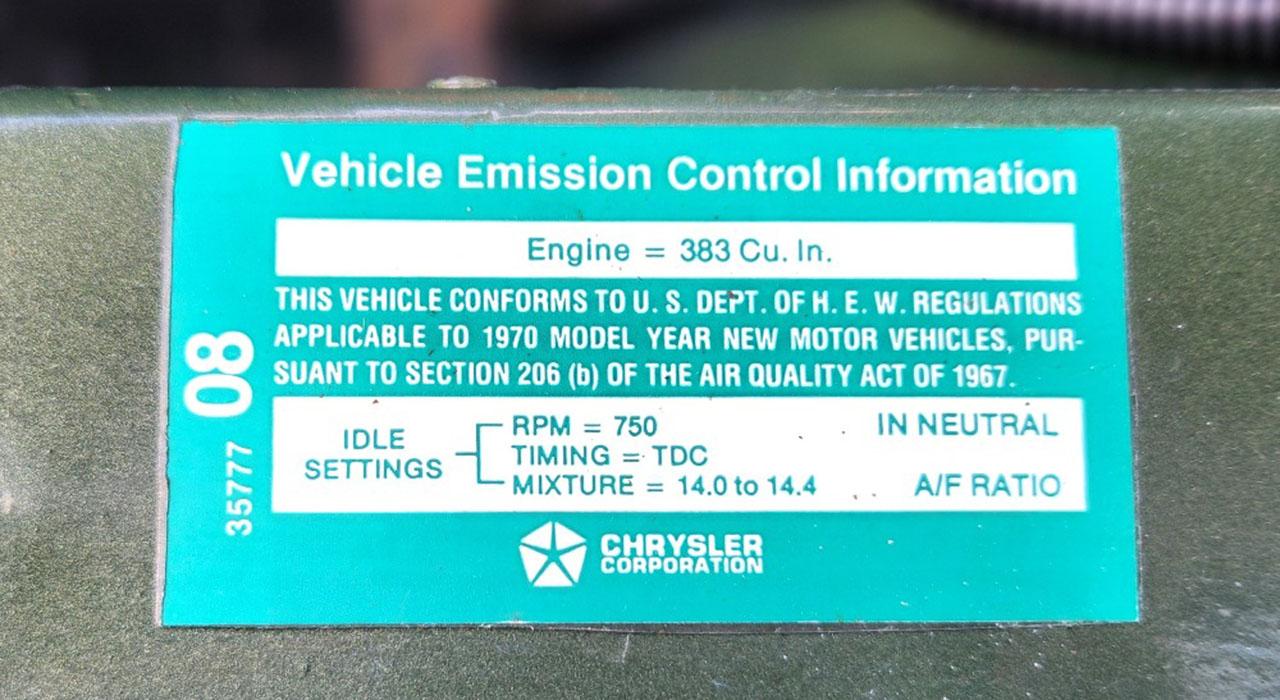 Vehicle Emission Control Information
Engine = 383 Cu. In.
THIS VEHICLE CONFORMS TO U. S. DEPT. OF H. E. W. REGULATIONS
APPLICABLE TO 1970 MODEL YEAR NEW MOTOR VEHICLES, PUR-
SUANT TO SECTION 206 (b) OF THE AIR QUALITY ACT OF 1967.
IDLE
SETTINGS
RPM = 750 IN NEUTRAL
TIMING = TDC
MIXTURE = 14.0 to 14.4 A/F RATIO
CHRYSLER
CORPORATION
35777 08